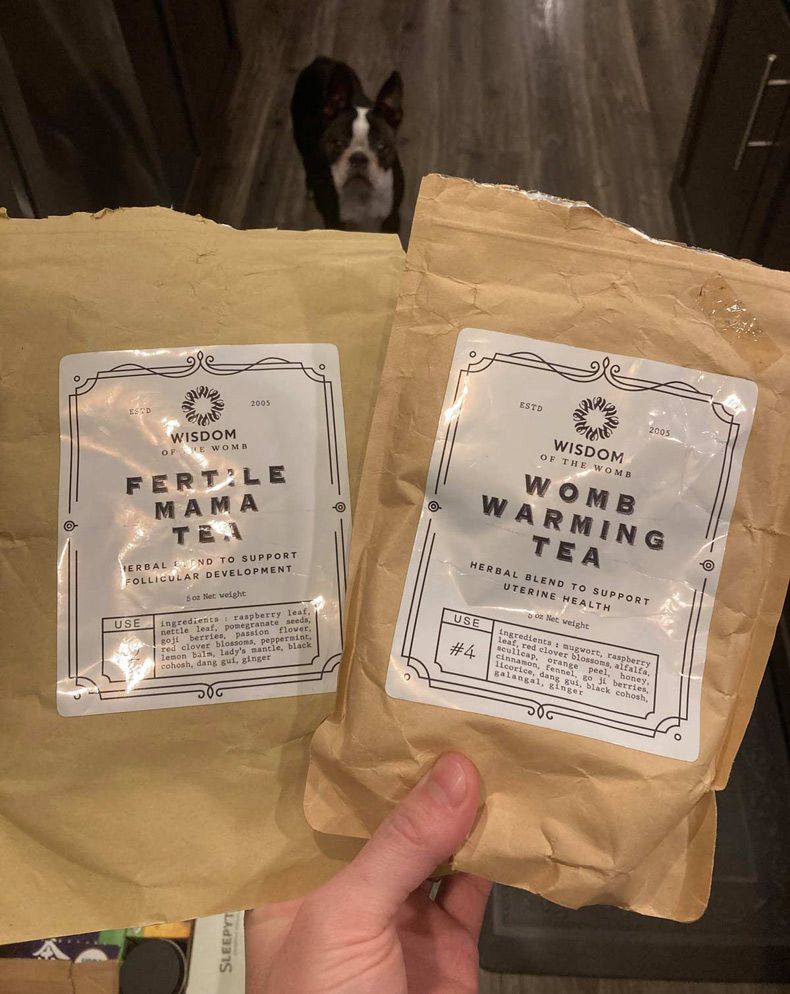 ESTD 2005
WISDOM
OF THE WOMB
FERTILE
MAMA
TEA
HERBAL BLEND TO SUPPORT
FOLLICULAR DEVELOPMENT
5 oz Net weight
USE
ingredients : raspberry leaf,
nettle leaf, pomegranate seeds,
goji berries, passion flower,
red clover blossoms, peppermint,
lemon balm, lady's mantle, black
cohosh, dang gui, ginger
ESTD 2005
WISDOM
OF THE WOMB
WOMB
WARMING
TEA
HERBAL BLEND TO SUPPORT
UTERINE HEALTH
oz Net weight
USE
#4
ingredients : mugwort, raspberry
leaf, red clover blossoms, alfalfa,
scullcap, orange peel, honey,
cinnamon, fennel, go ji berries,
licorice, dang gui, black cohosh,
galangal, ginger
SLEEPYT